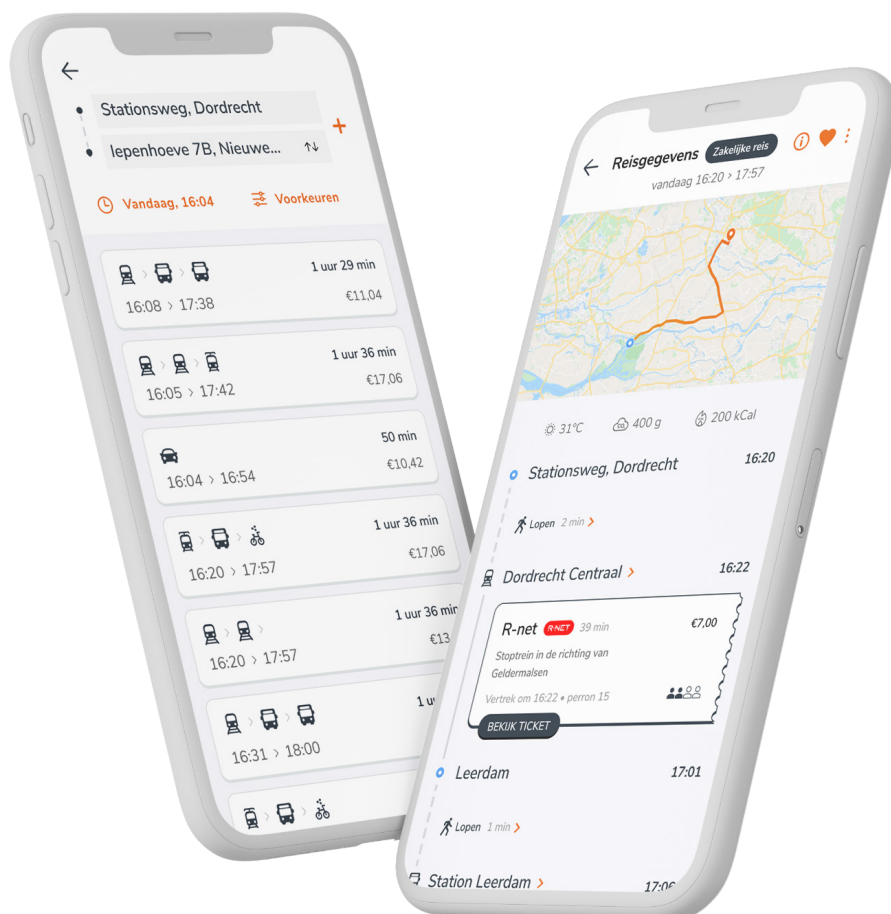 Stationsweg, Dordrecht
Iepenhoeve 7B, Nieuwe...
Vandaag, 16:04
Voorkeuren
1 uur 29 min
16:08 > 17:38
€11,04
1 uur 36 min
16:05 > 17:42
€17,06
50 min
16:04 > 16:54
€10,42
1 uur 36 min
16:20 > 17:57
€17,06
1 uur 36 min
16:20 > 17:57
€13
1 u
16:31 > 18:00
Reisgegevens Zakelijke reis
vandaag 16:20 > 17:57
31°C 400 g 200 kCal
Stationsweg, Dordrecht 16:20
Lopen 2 min >
Dordrecht Centraal > 16:22
R-net R-NET 39 min €7,00
Stoptrein in de richting van
Geldermalsen
Vertrek om 16:22 • perron 15
BEKIJK TICKET
Leerdam 17:01
Lopen 1 min >
Station Leerdam > 17:06